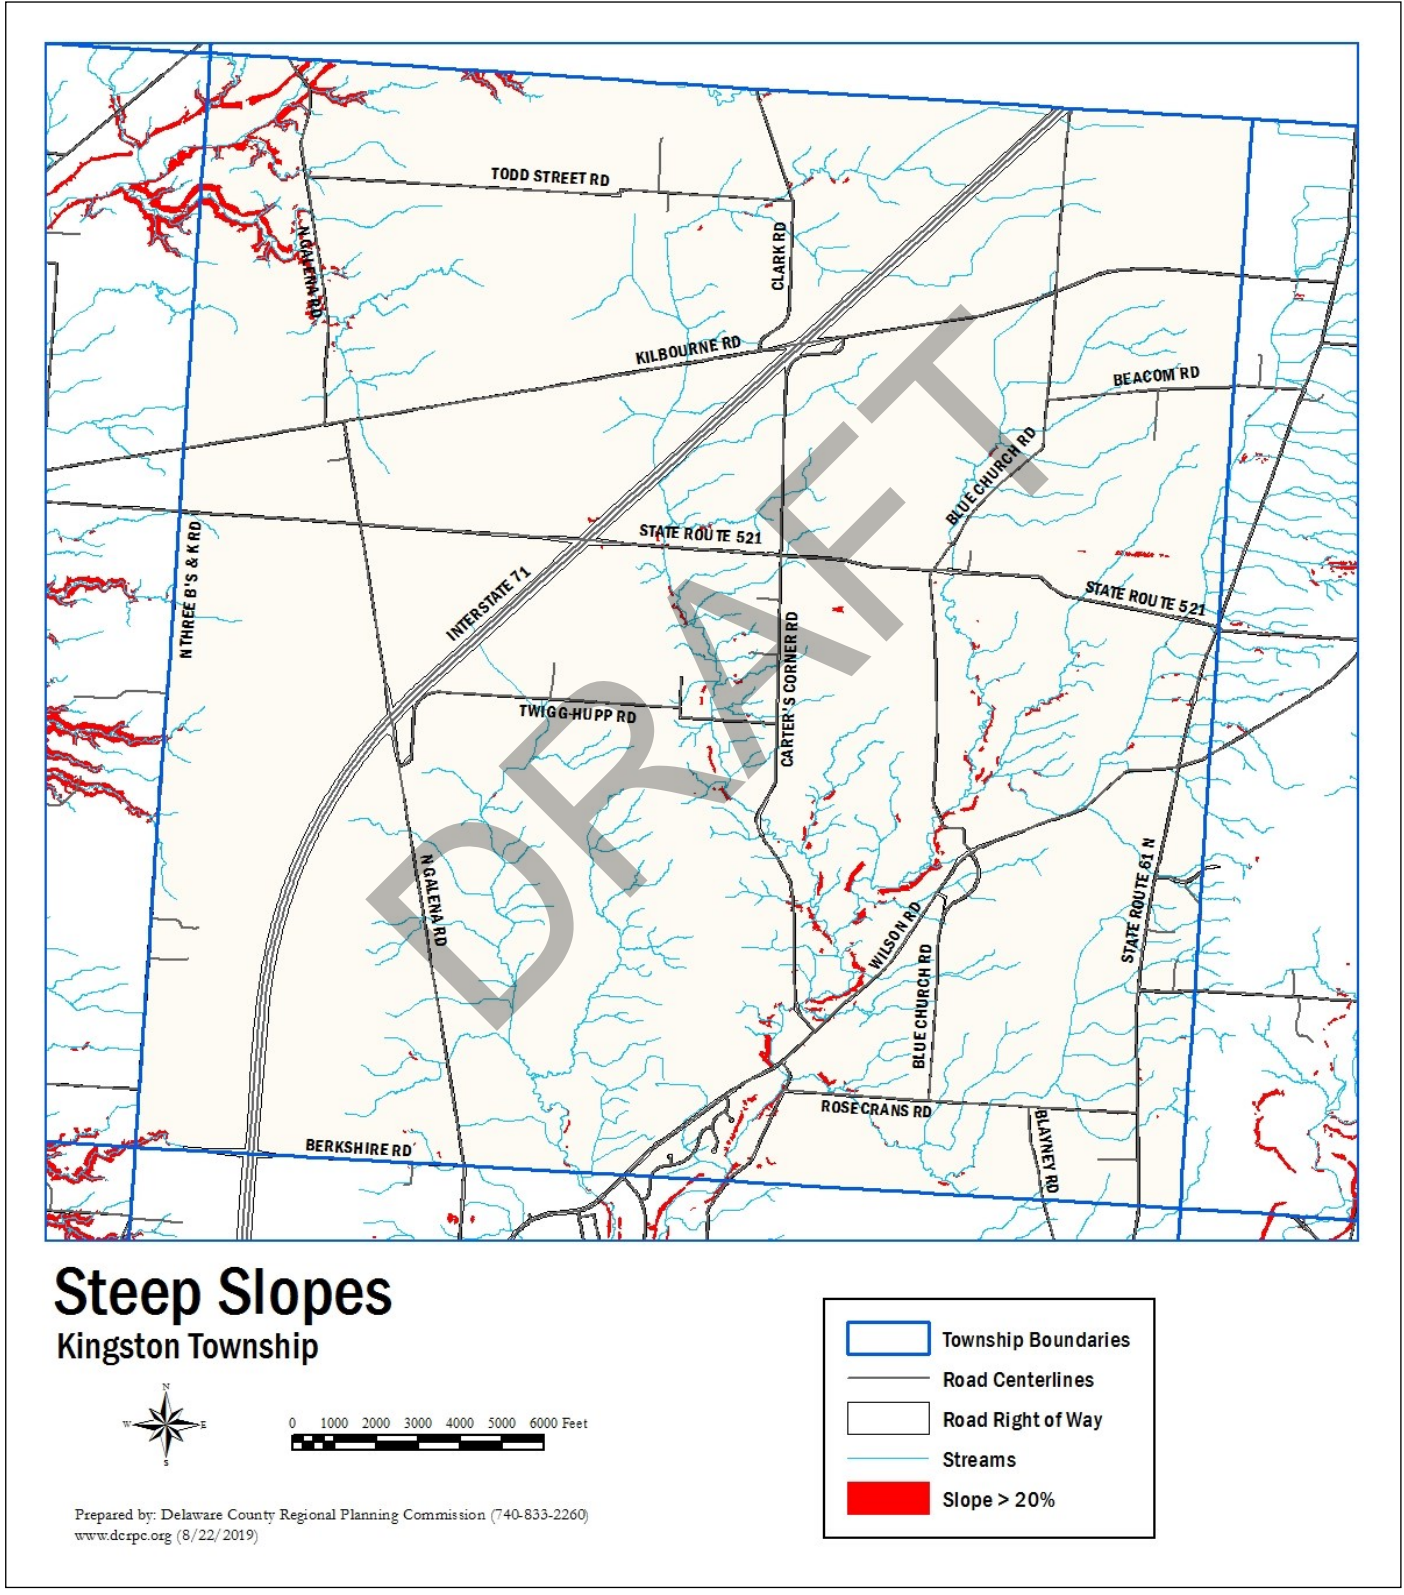 TODD STREET RD
N GALENA RD
CLARK RD
KILBOURNE RD
BEACOM RD
BLUE CHURCH RD
STATE ROUTE 521
N THREE B'S & K RD
INTERSTATE 71
STATE ROUTE 521
CARTER'S CORNER RD
TWIGG-HUPP RD
DRAFT
N GALENA RD
STATE ROUTE 61 N
WILSON RD
BLUE CHURCH RD
ROSECRANS RD
BLAYNEY RD
BERKSHIRE RD
Steep Slopes
Kingston Township
N
W E
S
0 1000 2000 3000 4000 5000 6000 Feet
Prepared by: Delaware County Regional Planning Commission (740-833-2260)
www.dcrpc.org (8/22/2019)
Township Boundaries
Road Centerlines
Road Right of Way
Streams
Slope > 20%